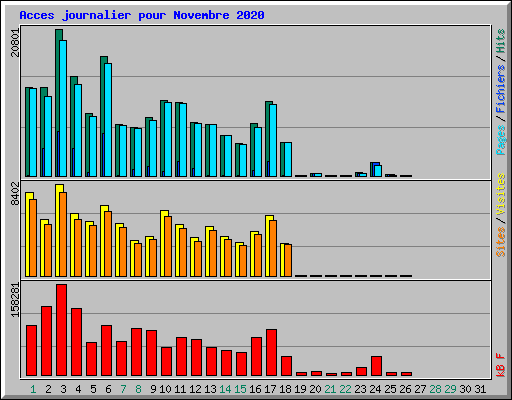 Acces journalier pour Novembre 2020
20801
8402
158281
Pages/Fichiers/Hits
Sites/Visites
kB F
1 2 3 4 5 6 7 8 9 10 11 12 13 14 15 16 17 18 19 20 21 22 23 24 25 26 27 28 29 30 31